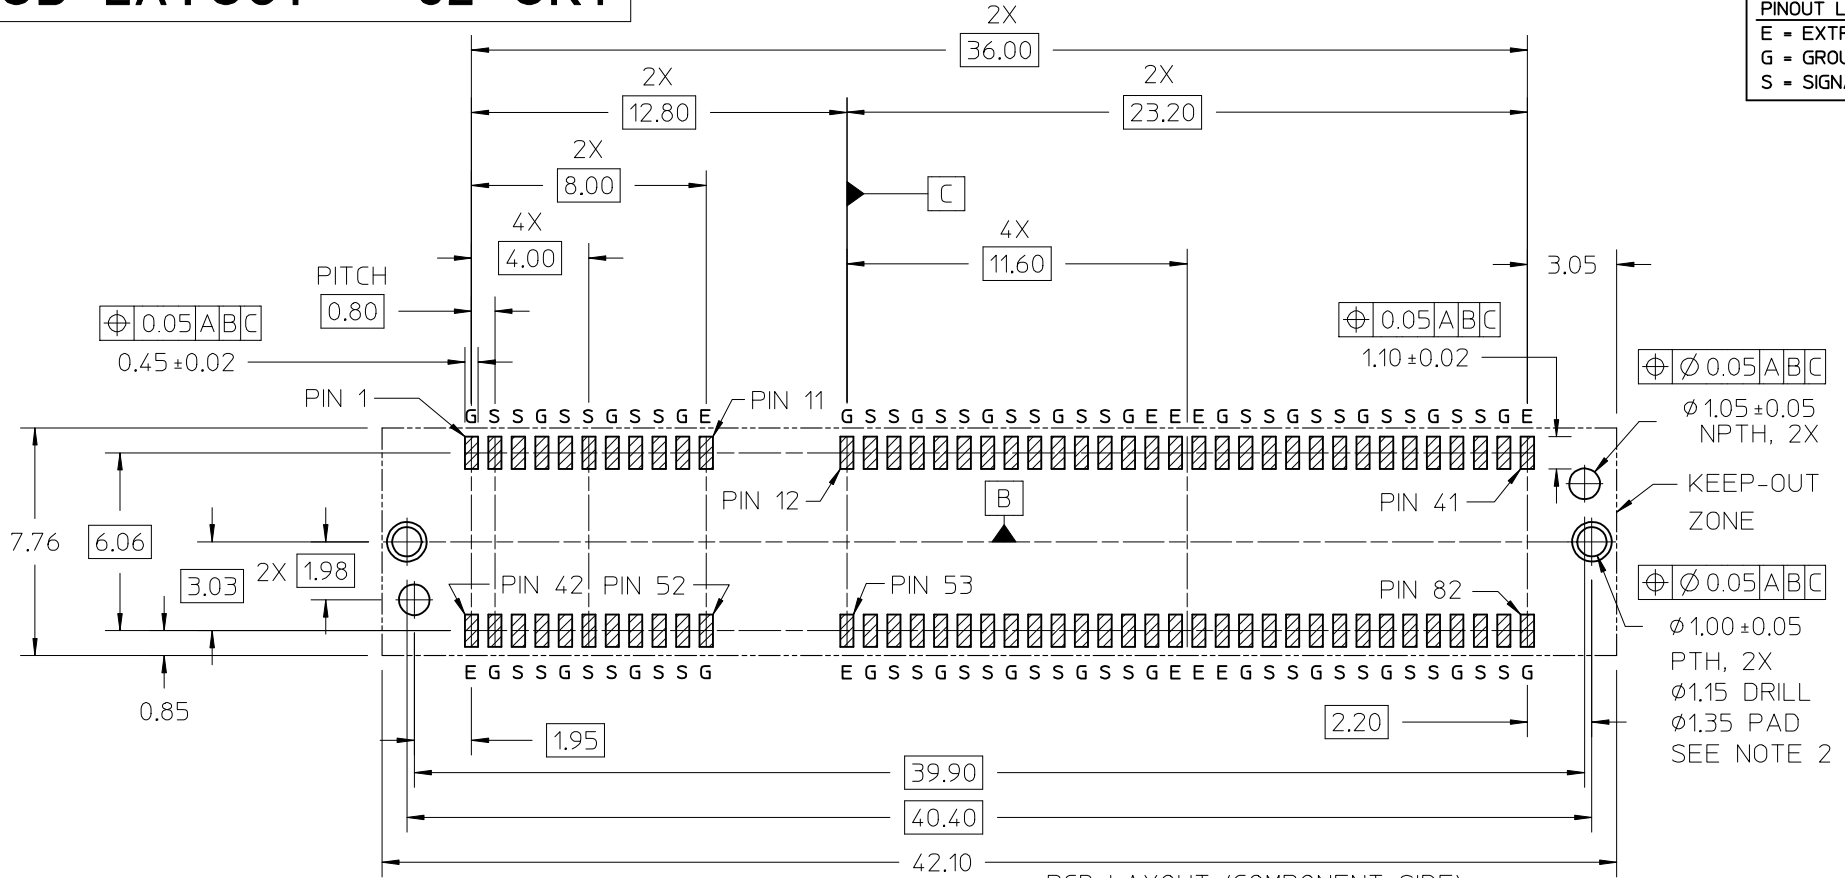 LAYOUT
PINOUT
E = 
G = 
S = 
2X
36.00
2X
12.80
2X
23.20
2X
8.00
C
4X
4.00
4X
11.60
3.05
PITCH
0.80
⌖ 0.05 A B C
0.45±0.02
⌖ 0.05 A B C
1.10±0.02
⌖ Ø 0.05 A B C
Ø1.05±0.05
NPTH, 2X
PIN 1
PIN 11
G S S G S S G S S G E
G S S G S S G S S G S S G E E E G S S G S S G S S G S S G E
PIN 12
B
PIN 41
KEEP-OUT
ZONE
7.76
6.06
3.03
2X 1.98
PIN 42
PIN 52
PIN 53
PIN 82
⌖ Ø 0.05 A B C
Ø1.00±0.05
PTH, 2X
Ø1.15 DRILL
Ø1.35 PAD
SEE NOTE 2
E G S S G S S G S S G
E G S S G S S G S S G S S G E E E G S S G S S G S S G S S G
0.85
1.95
2.20
39.90
40.40
42.10